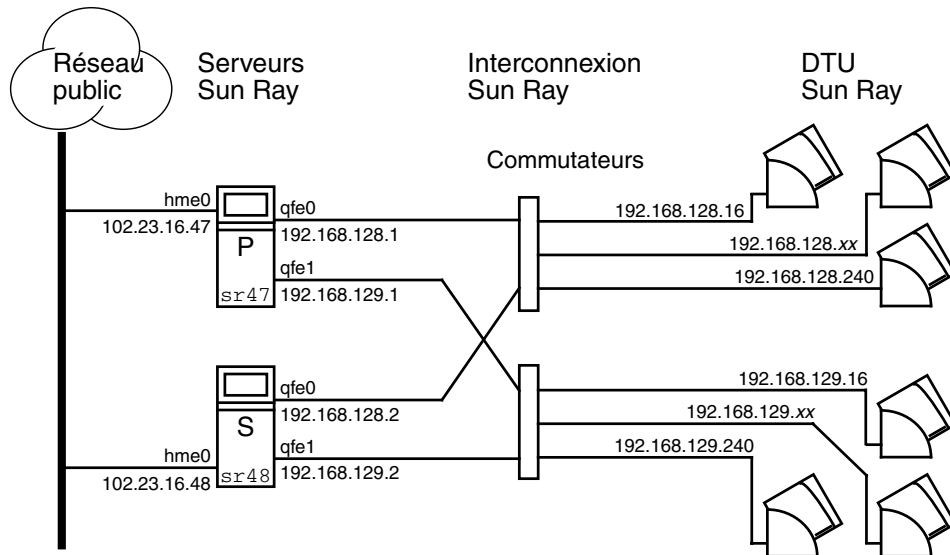 Réseau
public
Serveurs
Sun Ray
Interconnexion
Sun Ray
DTU
Sun Ray
Commutateurs
hme0
102.23.16.47
P
sr47
qfe0
192.168.128.1
qfe1
192.168.129.1
192.168.128.16
192.168.128.xx
192.168.128.240
hme0
102.23.16.48
S
sr48
qfe0
192.168.128.2
qfe1
192.168.129.2
192.168.129.16
192.168.129.xx
192.168.129.240